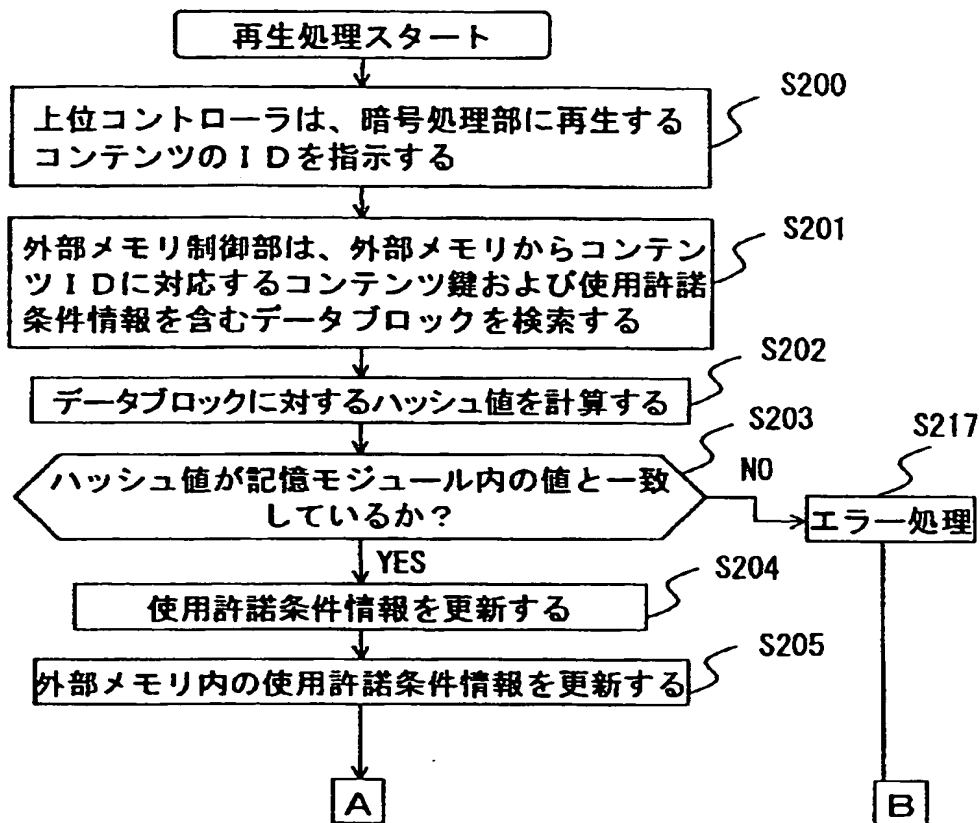 再生処理スタート
S200
上位コントローラは、暗号処理部に再生する
コンテンツのIDを指示する
S201
外部メモリ制御部は、外部メモリからコンテン
ツIDに対応するコンテンツ鍵および使用許諾
条件情報を含むデータブロックを検索する
S202
データブロックに対するハッシュ値を計算する
S203
ハッシュ値が記憶モジュール内の値と一致
しているか?
NO
S217
エラー処理
YES
S204
使用許諾条件情報を更新する
S205
外部メモリ内の使用許諾条件情報を更新する
A
B